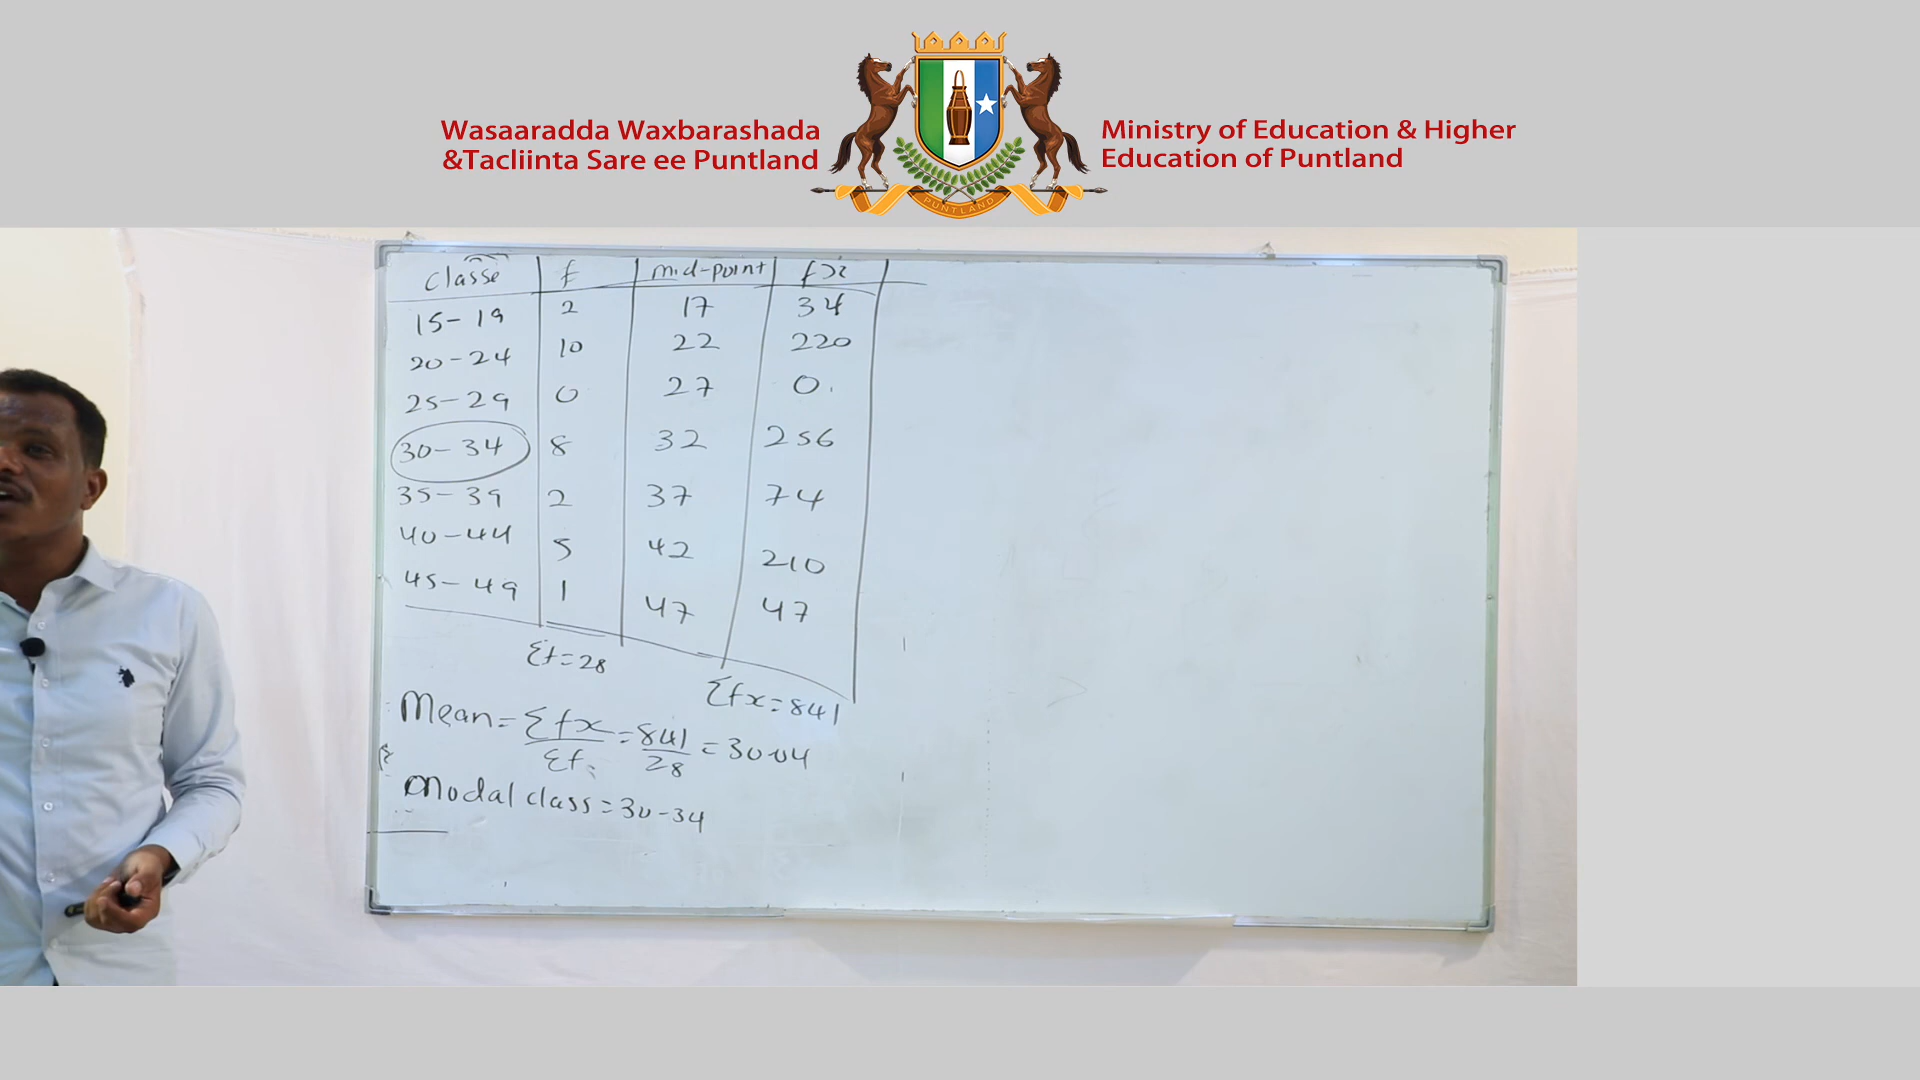 Wasaaradda Waxbarashada
&Tacliinta Sare ee Puntland
Ministry of Education & Higher
Education of Puntland
PUNTLAND
Classe f mid-point fx
15-19 2 17 34
20-24 10 22 220
25-29 0 27 0.
30-34 8 32 256
35-39 2 37 74
40-44 5 42 210
45-49 1 47 47
Σf=28
Σfx=841
Mean = Σfx/Σf = 841/28 = 30.04
Modal class = 30-34